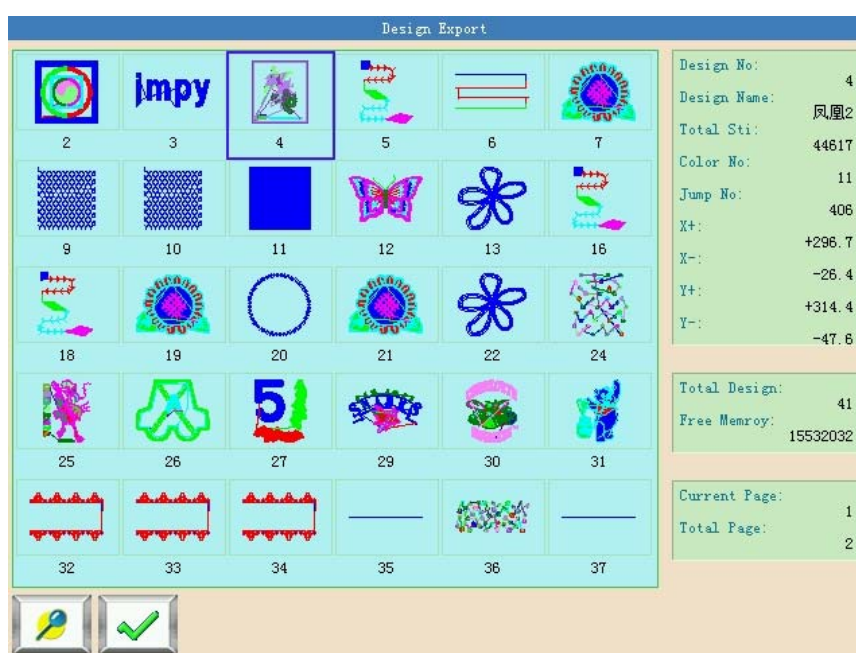 Design Export
impy
2 3 4 5 6 7
9 10 11 12 13 16
18 19 20 21 22 24
5
25 26 27 29 30 31
32 33 34 35 36 37
Design No:
4
Design Name:
凤凰2
Total Sti:
44617
Color No:
11
Jump No:
406
X+:
+296.7
X-:
-26.4
Y+:
+314.4
Y-:
-47.6
Total Design:
41
Free Memroy:
15532032
Current Page:
1
Total Page:
2